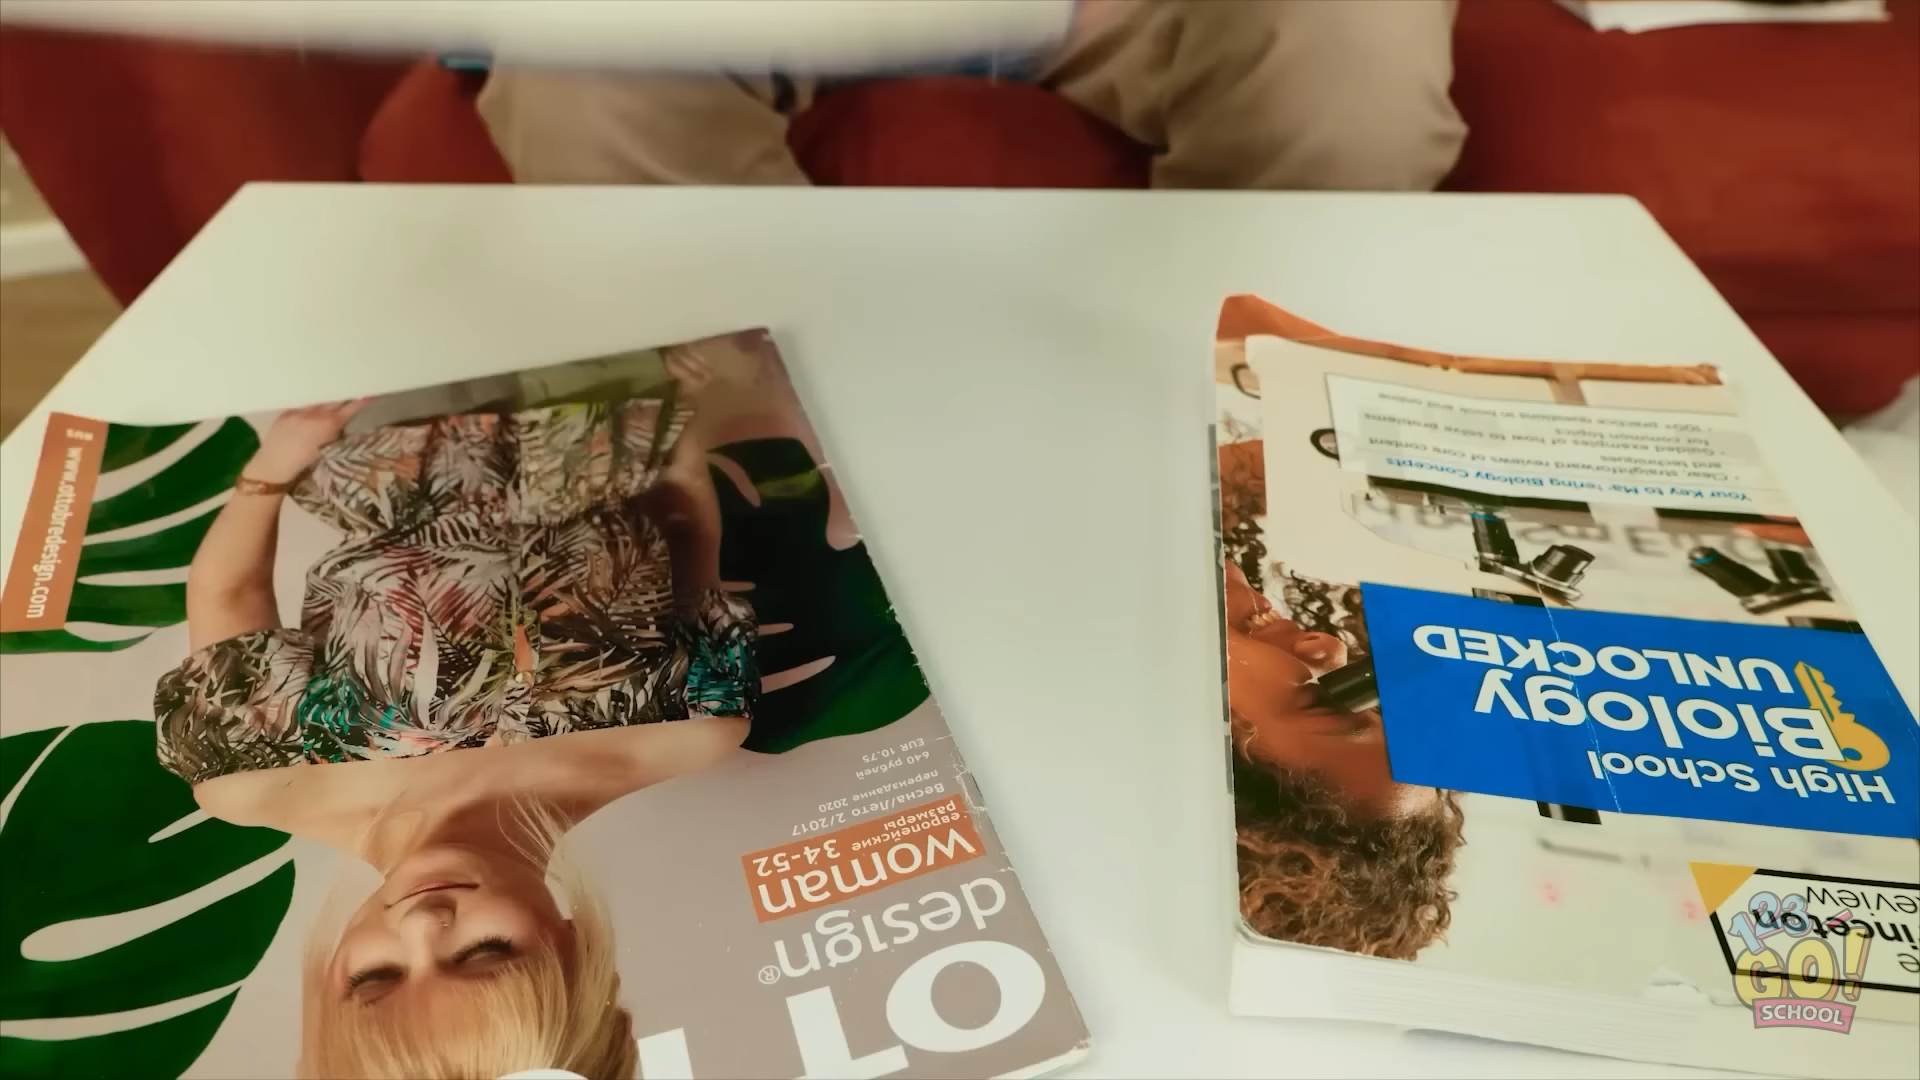 OTT
design®
woman
европейские
размеры 34-52
Весна/Лето 2/2017
переиздание 2020
640 рублей
EUR 10.75
RUS
www.ottobredesign.com
inceton
eview
High School
Biology
UNLOCKED
Your Key to Mastering Biology Concepts
• Clear, straightforward reviews of core content
and techniques
• Guided examples of how to solve problems
for common topics
• 100+ practice questions in book and online
123
GO!
SCHOOL